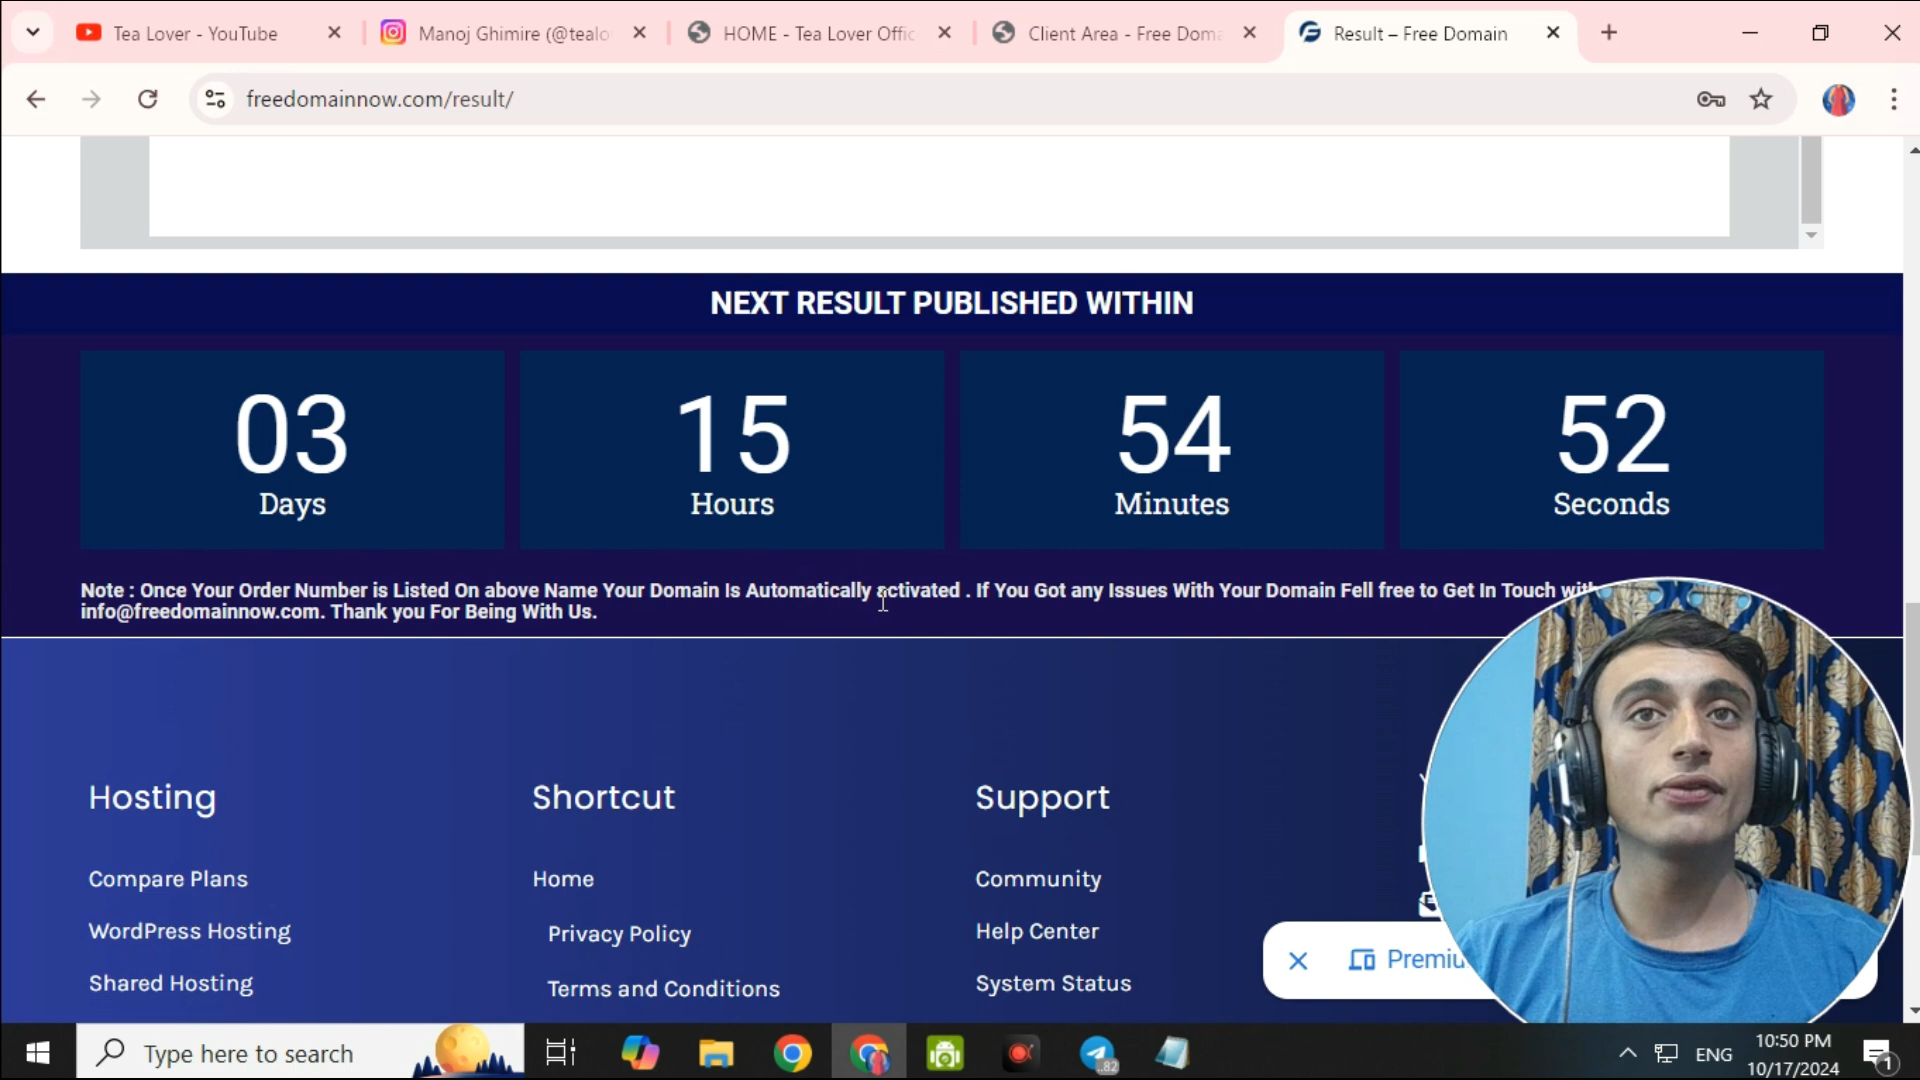 Tea Lover - YouTube
Manoj Ghimire (@tealo
HOME - Tea Lover Offic
Client Area - Free Doma
Result – Free Domain
freedomainnow.com/result/
NEXT RESULT PUBLISHED WITHIN
03
Days
15
Hours
54
Minutes
52
Seconds
Note : Once Your Order Number is Listed On above Name Your Domain Is Automatically activated . If You Got any Issues With Your Domain Fell free to Get In Touch with
info@freedomainnow.com. Thank you For Being With Us.
Hosting
Compare Plans
WordPress Hosting
Shared Hosting
Shortcut
Home
Privacy Policy
Terms and Conditions
Support
Community
Help Center
System Status
Premiu
Type here to search
..82
ENG
10:50 PM
10/17/2024
1